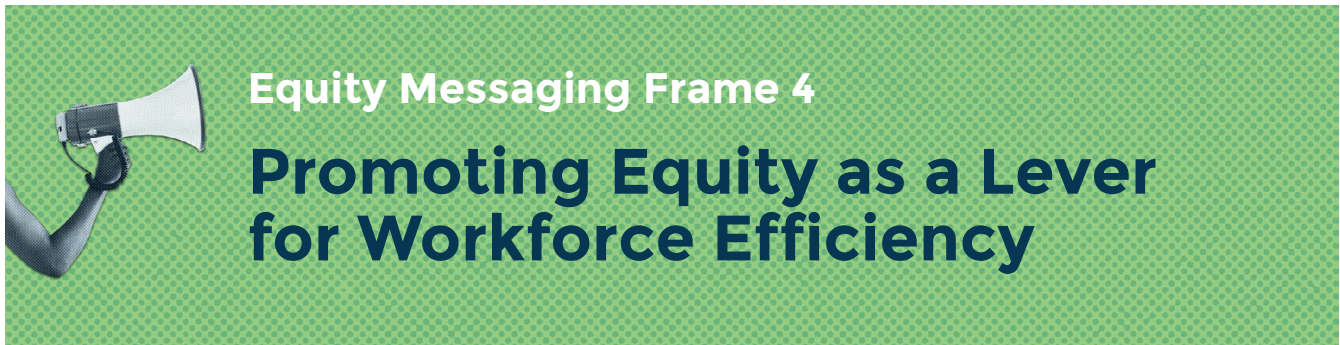 Equity Messaging Frame 4
Promoting Equity as a Lever
for Workforce Efficiency